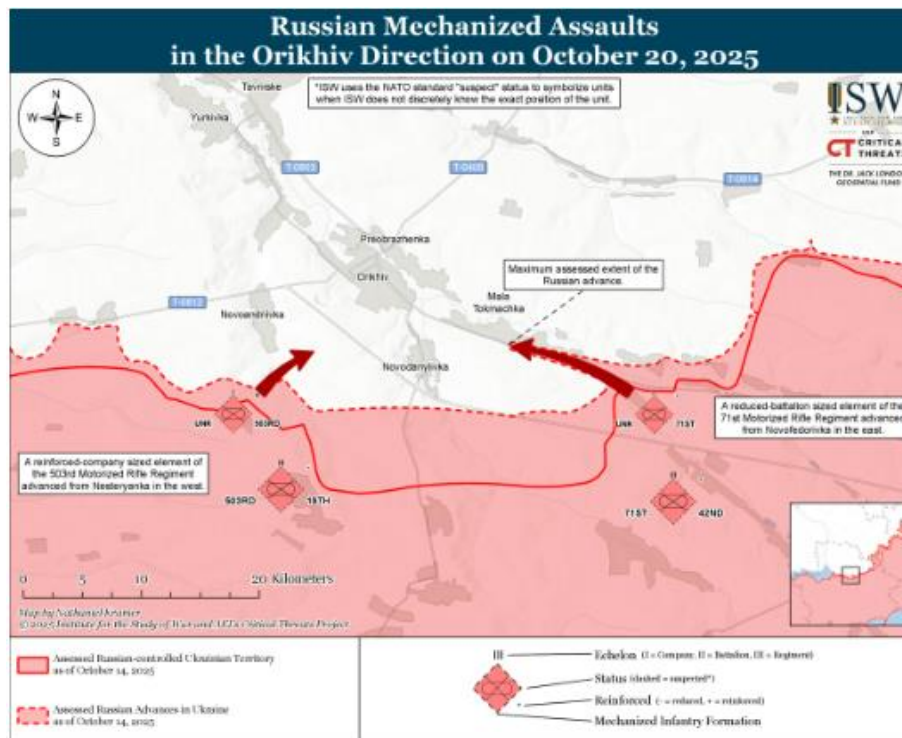 Russian Mechanized Assaults
in the Orikhiv Direction on October 20, 2025
*ISW uses the NATO standard "suspect" status to symbolize units
when ISW does not discretely know the exact position of the unit.
N
W E
S
ISW
CT CRITICAL
THREATS
THE DR. JACK LONDON
GEOSPATIAL FUND
Tavriiske
Yurkivka
T-0803
T-0408
T-0814
Preobrazhenka
Orikhiv
Maximum assessed extent of the
Russian advance.
T-0812
Novoandriivka
Mala
Tokmachka
Novodanylivka
UNK 503RD
UNK 71ST
A reduced-battalion sized element of the
71st Motorized Rifle Regiment advanced
from Novofedorivka in the east.
A reinforced-company sized element of
the 503rd Motorized Rifle Regiment
advanced from Nesteryanka in the west.
II
503RD 19TH
II
71ST 42ND
0 5 10 20 Kilometers
Map by Nathaniel Kramer
© 2025 Institute for the Study of War and AEI's Critical Threats Project
Assessed Russian-controlled Ukrainian Territory
as of October 14, 2025
Assessed Russian Advances in Ukraine
as of October 14, 2025
III
Echelon (I = Company, II = Battalion, III = Regiment)
Status (dashed = suspected*)
Reinforced (- = reduced, + = reinforced)
Mechanized Infantry Formation